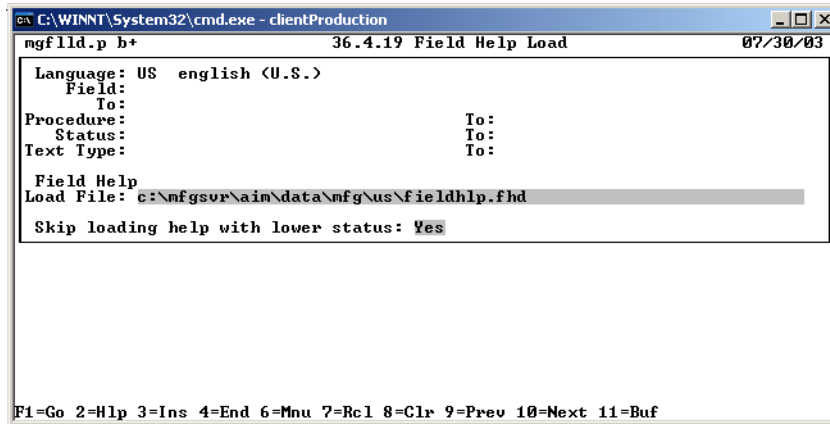 C:\WINNT\System32\cmd.exe - clientProduction
mgflld.p b+ 36.4.19 Field Help Load 07/30/03
Language: US english (U.S.)
Field:
To:
Procedure: To:
Status: To:
Text Type: To:
Field Help
Load File: c:\mfgsvr\aim\data\mfg\us\fieldhlp.fhd
Skip loading help with lower status: Yes
F1=Go 2=Hlp 3=Ins 4=End 6=Mnu 7=Rcl 8=Clr 9=Prev 10=Next 11=Buf